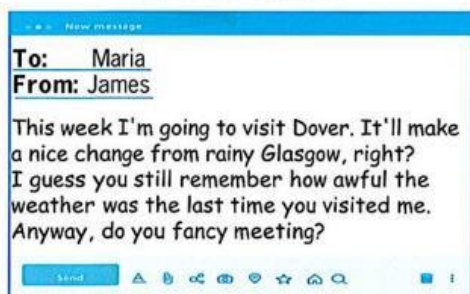 New message
To: Maria
From: James
This week I'm going to visit Dover. It'll make
a nice change from rainy Glasgow, right?
I guess you still remember how awful the
weather was the last time you visited me.
Anyway, do you fancy meeting?
Send